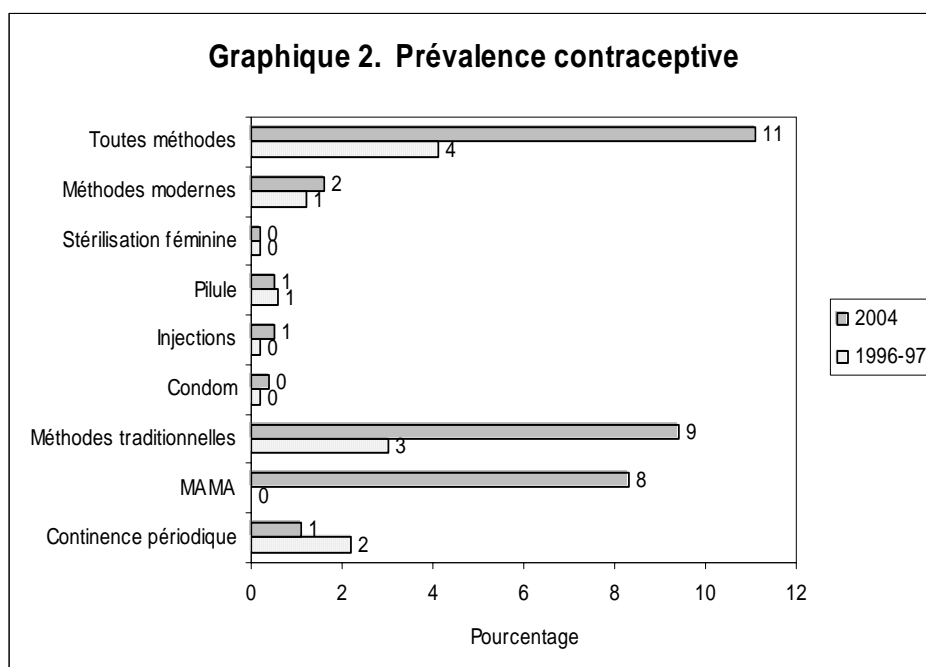 Graphique 2. Prévalence contraceptive
Toutes méthodes
11
4
Méthodes modernes
2
1
Stérilisation féminine
0
0
Pilule
1
1
Injections
1
0
Condom
0
0
Méthodes traditionnelles
9
3
MAMA
8
0
Continence périodique
1
2
0 2 4 6 8 10 12
Pourcentage
2004
1996-97